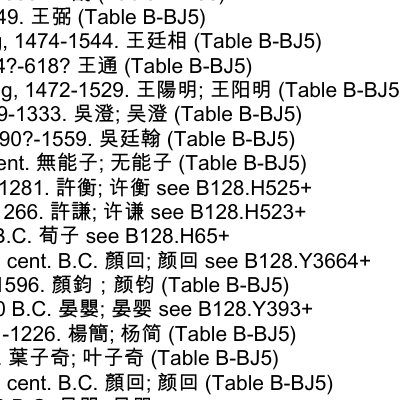 49. 王弼 (Table B-BJ5)
g, 1474-1544. 王廷相 (Table B-BJ5)
4?-618? 王通 (Table B-BJ5)
g, 1472-1529. 王陽明; 王阳明 (Table B-BJ5
9-1333. 吳澄; 吴澄 (Table B-BJ5)
90?-1559. 吳廷翰 (Table B-BJ5)
ent. 無能子; 无能子 (Table B-BJ5)
1281. 許衡; 许衡 see B128.H525+
1266. 許謙; 许谦 see B128.H523+
B.C. 荀子 see B128.H65+
cent. B.C. 顏回; 颜回 see B128.Y3664+
1596. 顏鈞 ; 颜钧 (Table B-BJ5)
0 B.C. 晏嬰; 晏婴 see B128.Y393+
-1226. 楊簡; 杨简 (Table B-BJ5)
. 葉子奇; 叶子奇 (Table B-BJ5)
cent. B.C. 顏回; 颜回 (Table B-BJ5)